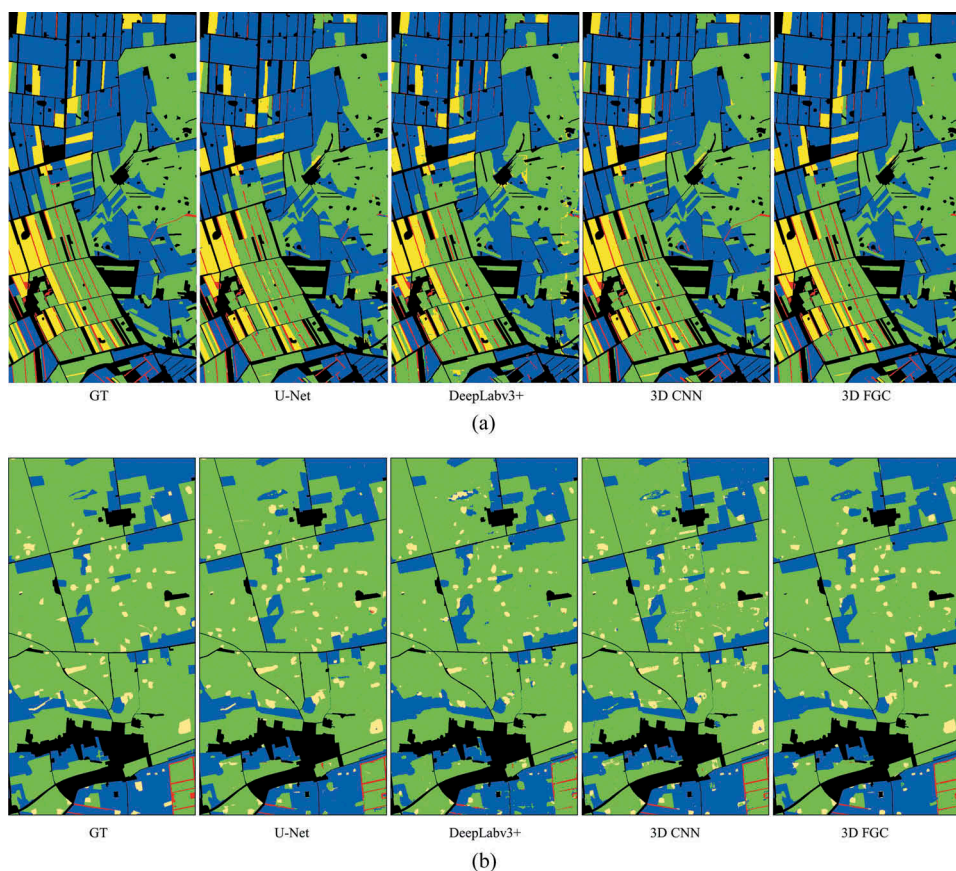 GT U-Net DeepLabv3+ 3D CNN 3D FGC
(a)
GT U-Net DeepLabv3+ 3D CNN 3D FGC
(b)